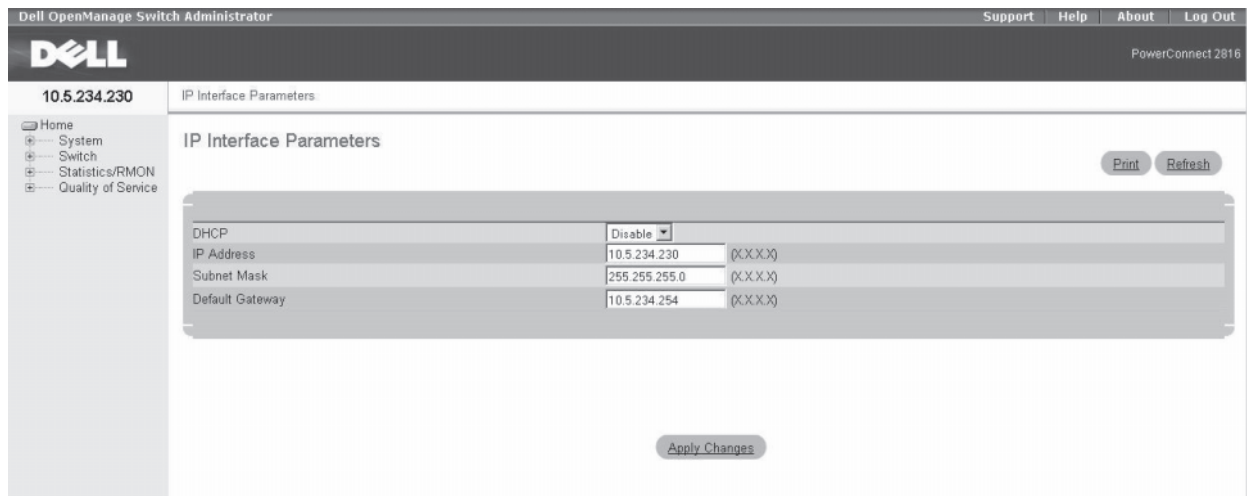 Dell OpenManage Switch Administrator
Support Help About Log Out
DELL
PowerConnect 2816
10.5.234.230
IP Interface Parameters
Home
System
Switch
Statistics/RMON
Quality of Service
IP Interface Parameters
Print Refresh
DHCP Disable
IP Address 10.5.234.230 (X.X.X.X)
Subnet Mask 255.255.255.0 (X.X.X.X)
Default Gateway 10.5.234.254 (X.X.X.X)
Apply Changes